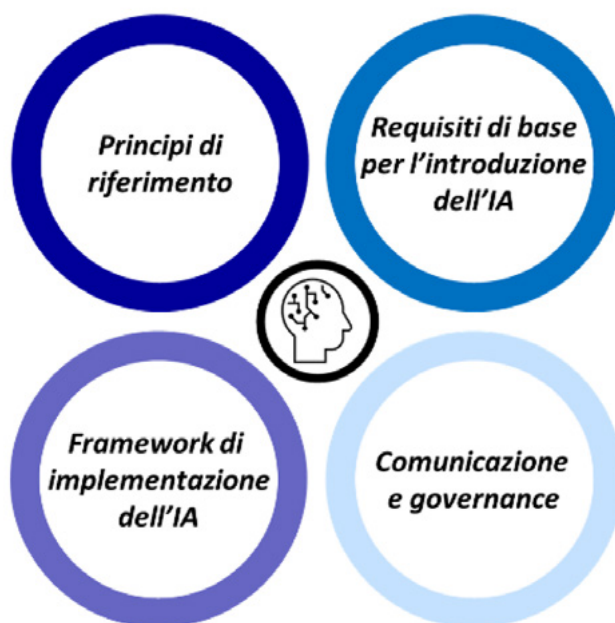 Principi di
riferimento
Requisiti di base
per l’introduzione
dell’IA
Framework di
implementazione
dell’IA
Comunicazione
e governance